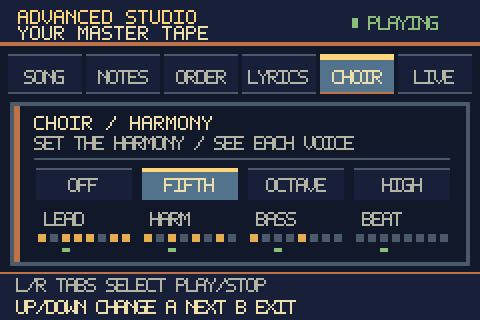 ADVANCED STUDIO
YOUR MASTER TAPE
PLAYING
SONG NOTES ORDER LYRICS CHOIR LIVE
CHOIR / HARMONY
SET THE HARMONY / SEE EACH VOICE
OFF FIFTH OCTAVE HIGH
LEAD HARM BASS BEAT
L/R TABS SELECT PLAY/STOP
UP/DOWN CHANGE A NEXT B EXIT